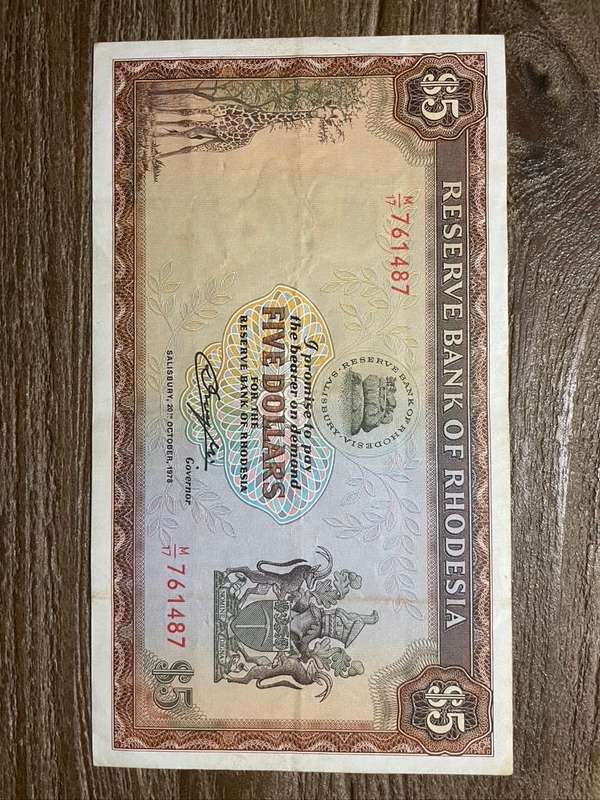 $5
RESERVE BANK OF RHODESIA
$5
M/17 761487
RESERVE BANK OF RHODESIA
I promise to pay
the bearer on demand
FIVE DOLLARS
FOR THE
RESERVE BANK OF RHODESIA
Governor
SALISBURY, 20TH OCTOBER, 1978
M/17 761487
$5